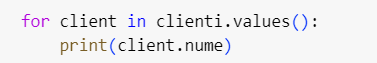 for client in clienti.values():
    print(client.nume)